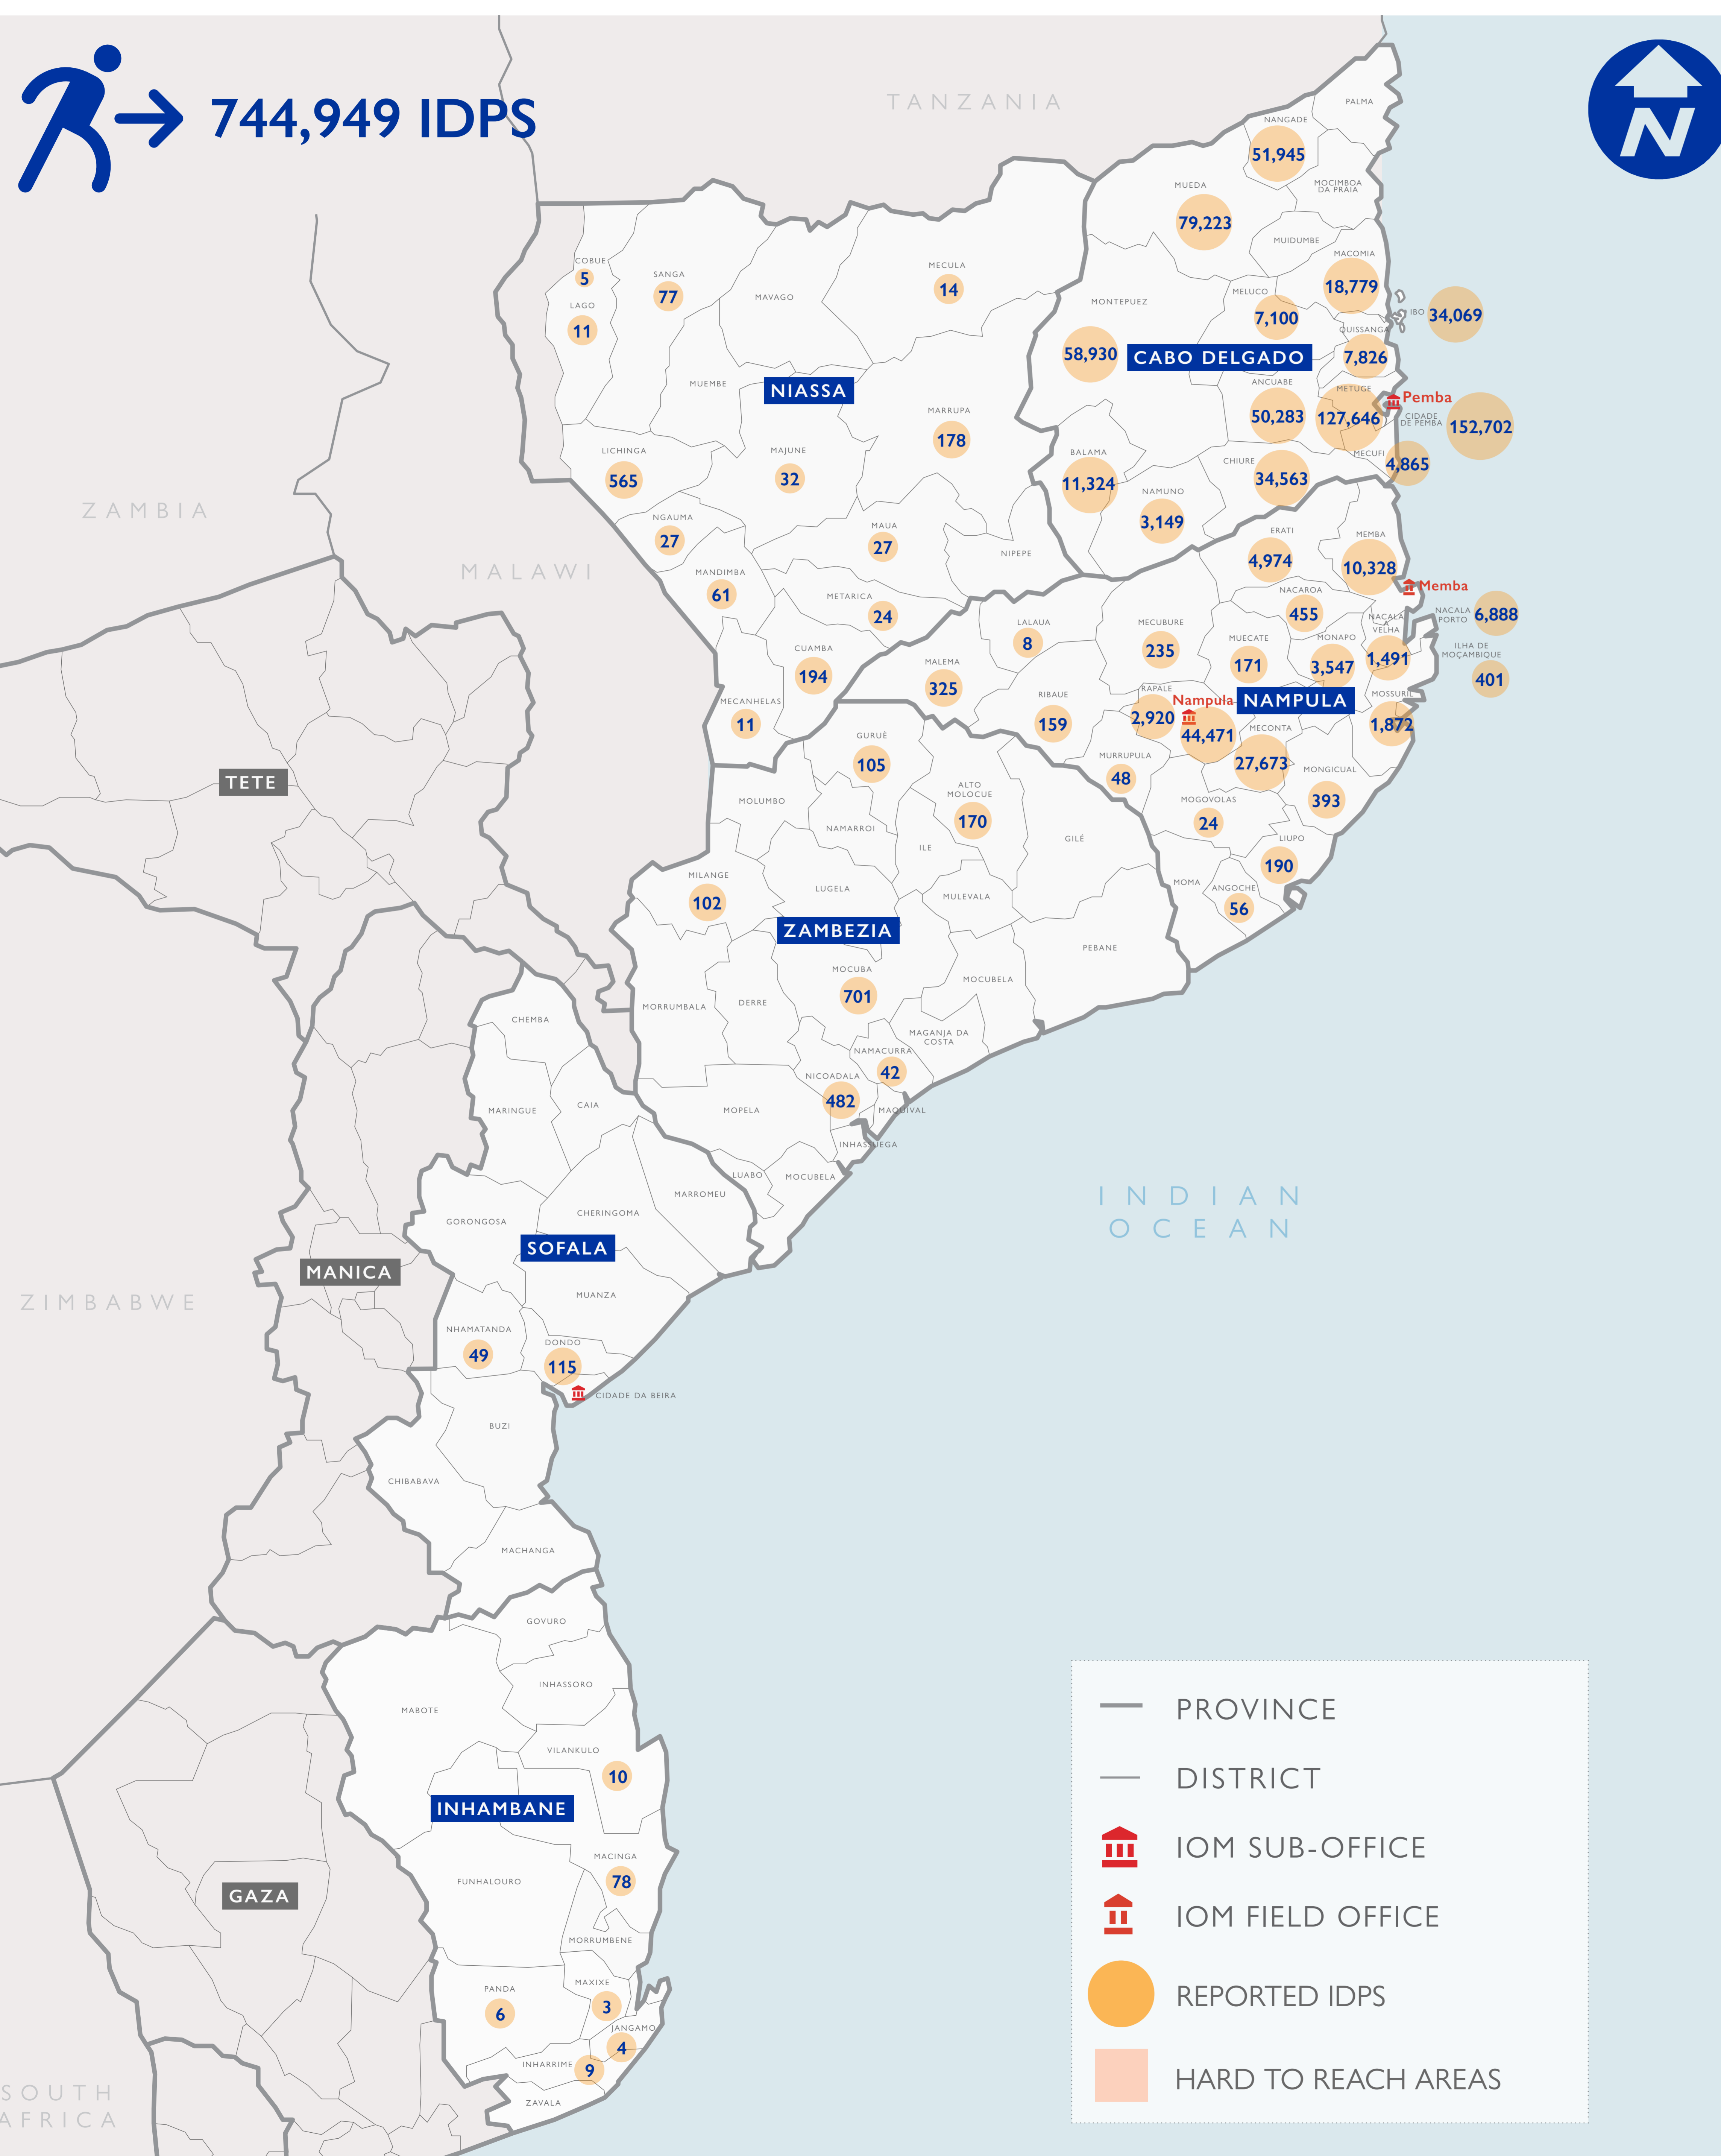 744,949 IDPS
N
TANZANIA
ZAMBIA
MALAWI
ZIMBABWE
SOUTH
AFRICA
INDIAN
OCEAN
CABO DELGADO
PALMA
NANGADE
51,945
MOCIMBOA
DA PRAIA
MUEDA
79,223
MUIDUMBE
MACOMIA
18,779
MELUCO
7,100
IBO 34,069
QUISSANGA
7,826
MONTEPUEZ
58,930
ANCUABE
50,283
METUGE
127,646
Pemba
CIDADE
DE PEMBA
152,702
MECUFI
4,865
CHIURE
34,563
BALAMA
11,324
NAMUNO
3,149
NIASSA
COBUE
5
LAGO
11
SANGA
77
MAVAGO
MECULA
14
MUEMBE
MARRUPA
178
LICHINGA
565
MAJUNE
32
NGAUMA
27
MAUA
27
NIPEPE
MANDIMBA
61
METARICA
24
CUAMBA
194
MECANHELAS
11
NAMPULA
ERATI
4,974
MEMBA
10,328
Memba
NACAROA
455
NACALA
PORTO
6,888
NACALA
A
VELHA
1,491
ILHA DE
MOÇAMBIQUE
401
LALAUA
8
MECUBURE
235
MUECATE
171
MONAPO
3,547
MALEMA
325
RIBAUE
159
RAPALE
2,920
Nampula
44,471
MOSSURIL
1,872
MECONTA
27,673
MURRUPULA
48
MONGICUAL
393
MOGOVOLAS
24
LIUPO
190
MOMA
ANGOCHE
56
ZAMBEZIA
GURUÈ
105
MOLUMBO
ALTO
MOLOCUE
170
NAMARROI
ILE
GILÉ
MILANGE
102
LUGELA
MULEVALA
PEBANE
MOCUBA
701
MOCUBELA
MORRUMBALA
DERRE
MAGANJA DA
COSTA
NAMACURRA
42
NICOADALA
482
MAQUIVAL
MOPELA
INHASSUEGA
LUABO
MOCUBELA
TETE
MANICA
SOFALA
CHEMBA
MARINGUE
CAIA
MARROMEU
CHERINGOMA
GORONGOSA
MUANZA
NHAMATANDA
49
DONDO
115
CIDADE DA BEIRA
BUZI
CHIBABAVA
MACHANGA
INHAMBANE
GOVURO
INHASSORO
MABOTE
VILANKULO
10
MACINGA
78
FUNHALOURO
MORRUMBENE
PANDA
6
MAXIXE
3
JANGAMO
4
INHARRIME
9
ZAVALA
GAZA
PROVINCE
DISTRICT
IOM SUB-OFFICE
IOM FIELD OFFICE
REPORTED IDPS
HARD TO REACH AREAS